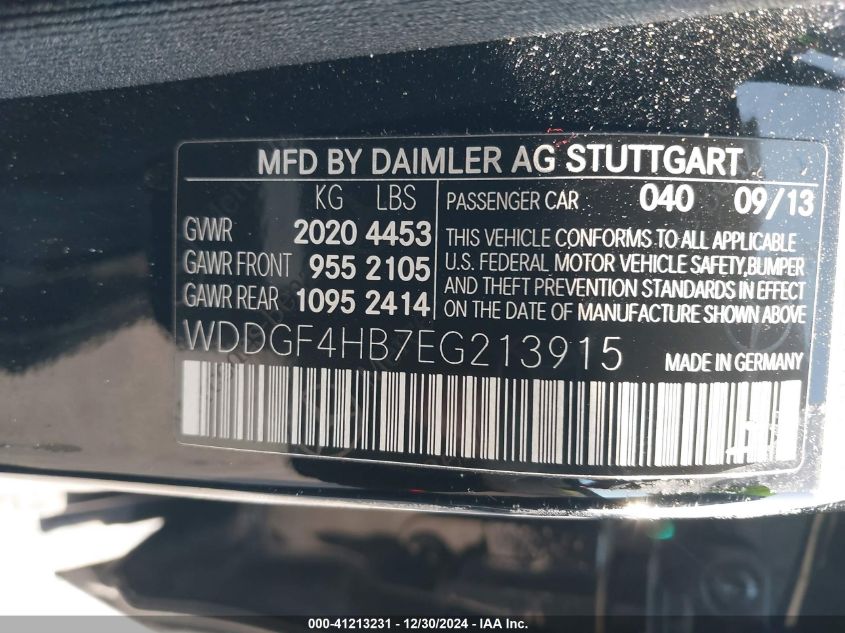 MFD BY DAIMLER AG STUTTGART
KG LBS
GVWR 2020 4453
GAWR FRONT 955 2105
GAWR REAR 1095 2414
PASSENGER CAR 040 09/13
THIS VEHICLE CONFORMS TO ALL APPLICABLE
U.S. FEDERAL MOTOR VEHICLE SAFETY,BUMPER
AND THEFT PREVENTION STANDARDS IN EFFECT
ON THE DATE OF MANUFACTURE SHOWN ABOVE
WDDGF4HB7EG213915
MADE IN GERMANY
000-41213231 - 12/30/2024 - IAA Inc.